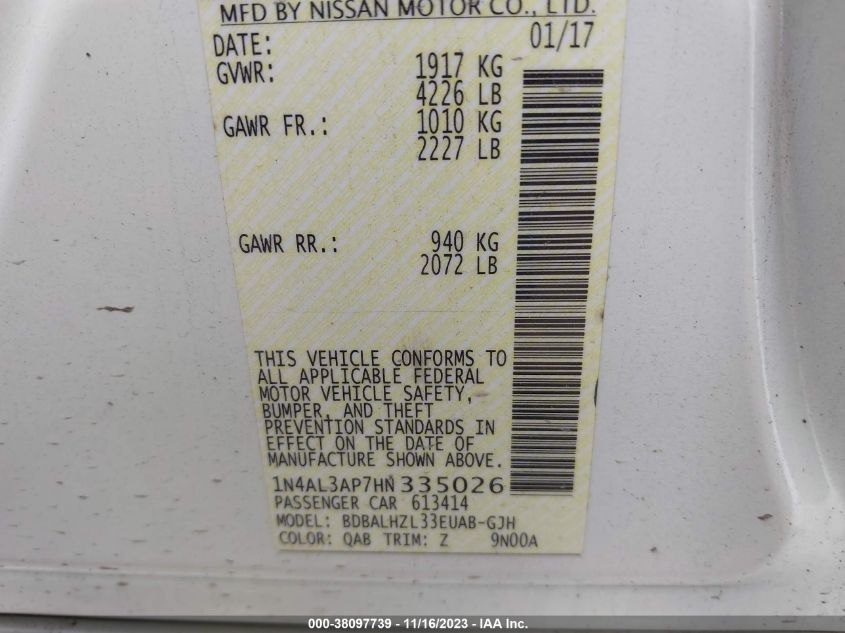 MFD BY NISSAN MOTOR CO., LTD.
DATE: 01/17
GVWR: 1917 KG
4226 LB
GAWR FR.: 1010 KG
2227 LB
GAWR RR.: 940 KG
2072 LB
THIS VEHICLE CONFORMS TO
ALL APPLICABLE FEDERAL
MOTOR VEHICLE SAFETY,
BUMPER, AND THEFT
PREVENTION STANDARDS IN
EFFECT ON THE DATE OF
MANUFACTURE SHOWN ABOVE.
1N4AL3AP7HN335026
PASSENGER CAR 613414
MODEL: BDBALHZL33EUAB-GJH
COLOR: QAB TRIM: Z 9N00A
000-38097739 - 11/16/2023 - IAA Inc.